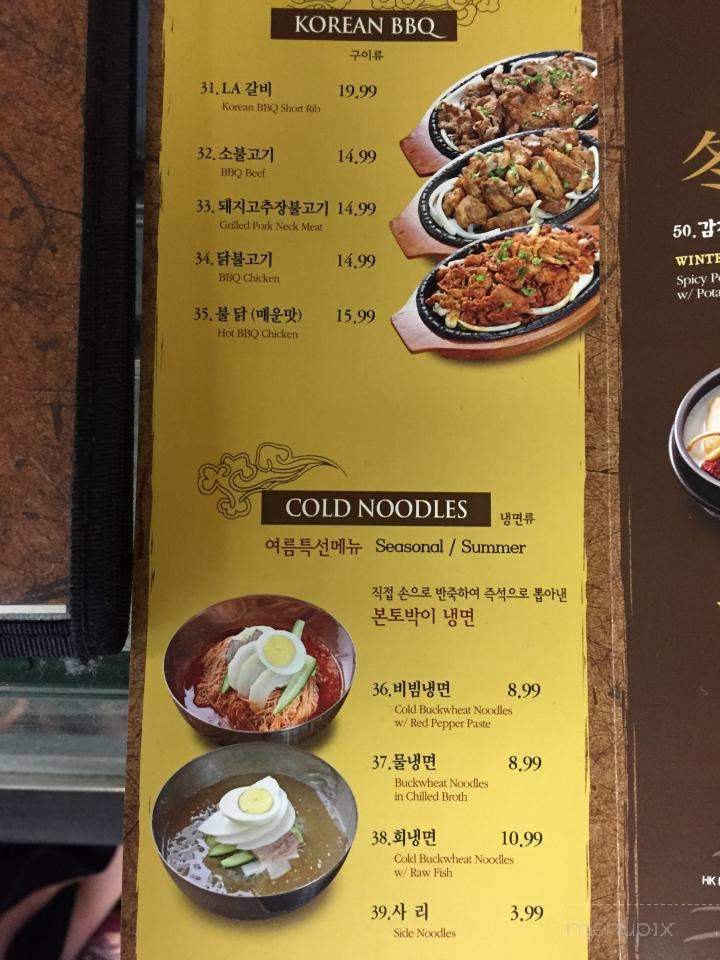 KOREAN BBQ
구이류
31. LA 갈비 19.99
Korean BBQ Short Rib
32. 소불고기 14.99
BBQ Beef
33. 돼지고추장불고기 14.99
Grilled Pork Neck Meat
34. 닭불고기 14.99
BBQ Chicken
35. 불 닭 (매운맛) 15.99
Hot BBQ Chicken
COLD NOODLES
냉면류
여름특선메뉴 Seasonal / Summer
직접 손으로 반죽하여 즉석으로 뽑아낸
본토박이 냉면
36. 비빔냉면 8.99
Cold Buckwheat Noodles
w/ Red Pepper Paste
37. 물냉면 8.99
Buckwheat Noodles
in Chilled Broth
38. 회냉면 10.99
Cold Buckwheat Noodles
w/ Raw Fish
39. 사 리 3.99
Side Noodles
50.
Spicy
w/
HK
menupix